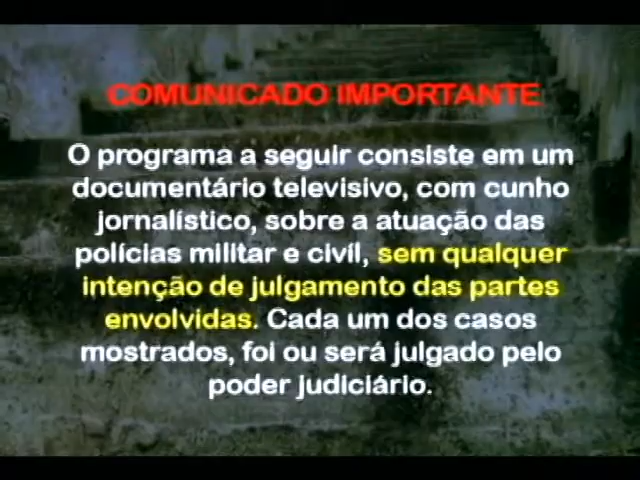 COMUNICADO IMPORTANTE
O programa a seguir consiste em um
documentário televisivo, com cunho
jornalístico, sobre a atuação das
polícias militar e civil, sem qualquer
intenção de julgamento das partes
envolvidas. Cada um dos casos
mostrados, foi ou será julgado pelo
poder judiciário.